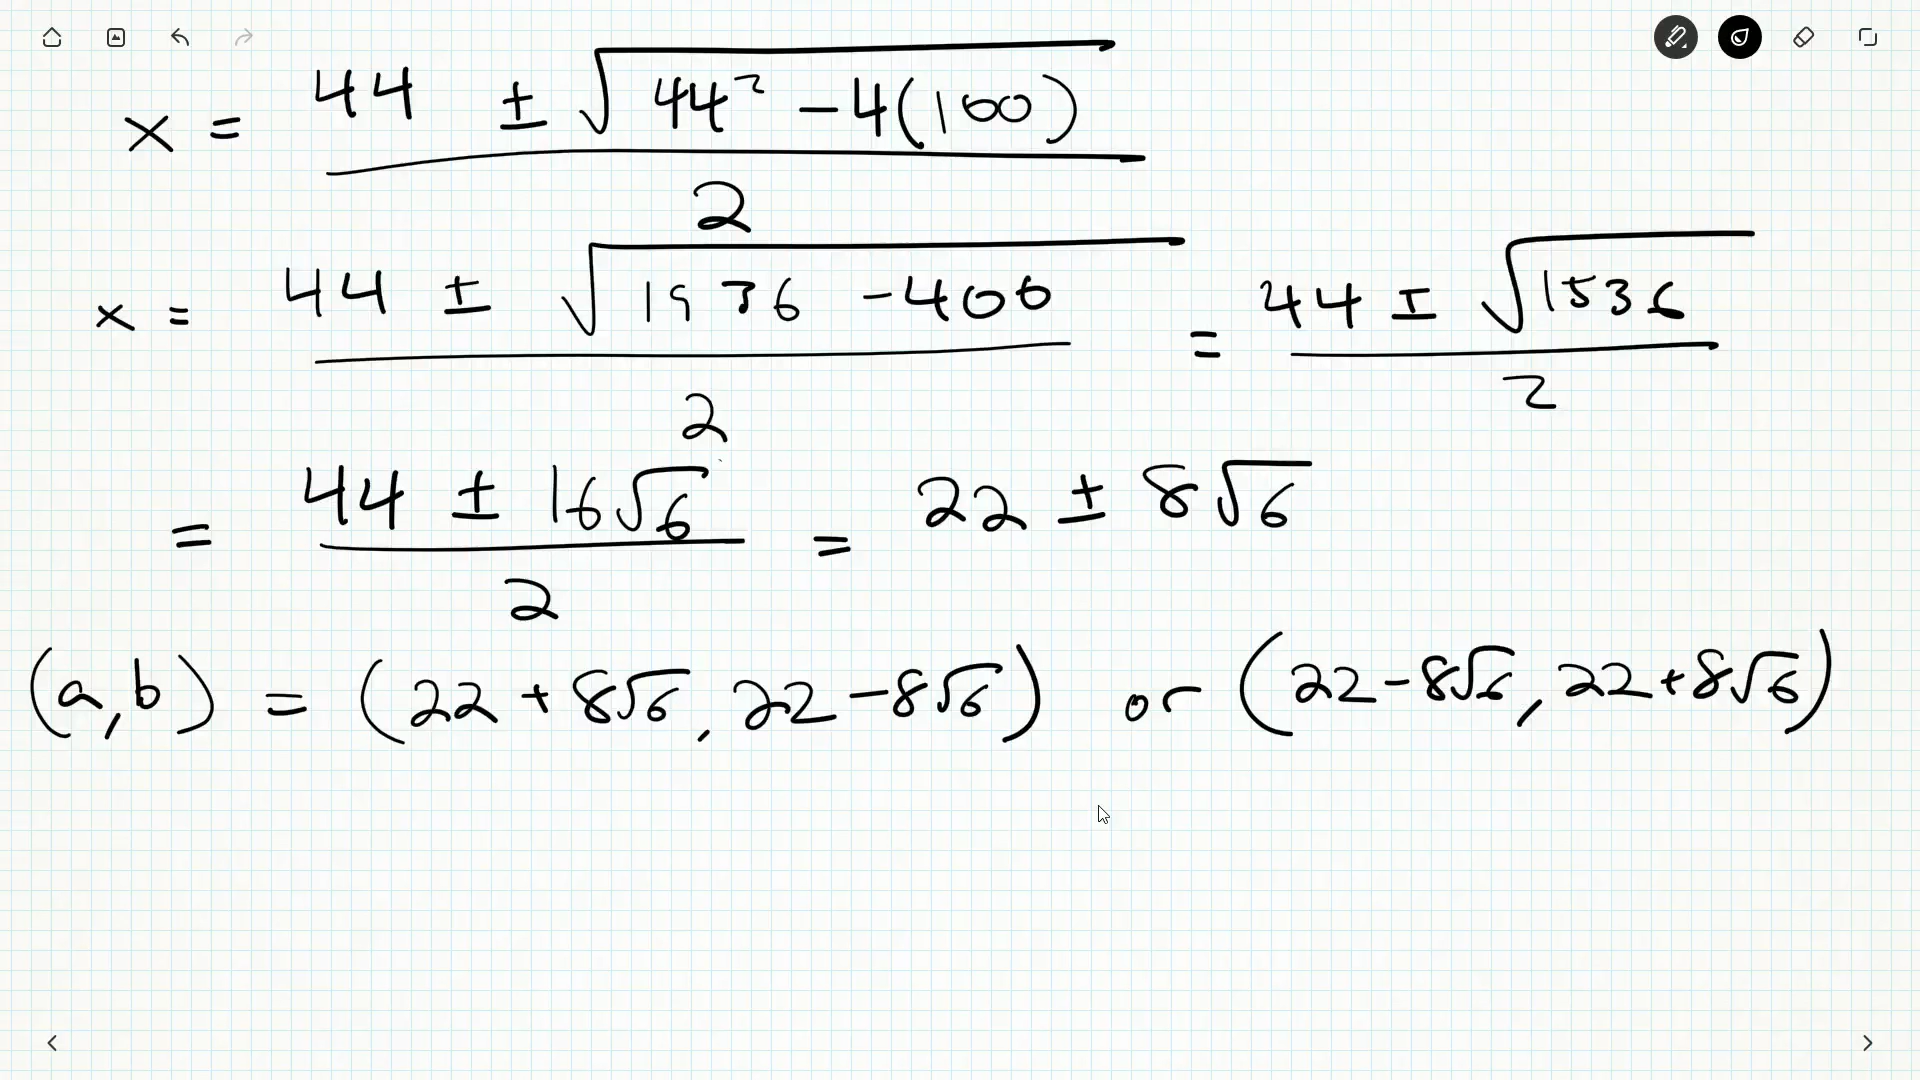 x = (44 ± √(44² − 4(100))) / 2
x = (44 ± √(1936 − 400)) / 2 = (44 ± √1536) / 2
= (44 ± 16√6) / 2 = 22 ± 8√6
(a, b) = (22 + 8√6, 22 − 8√6) or (22 − 8√6, 22 + 8√6)